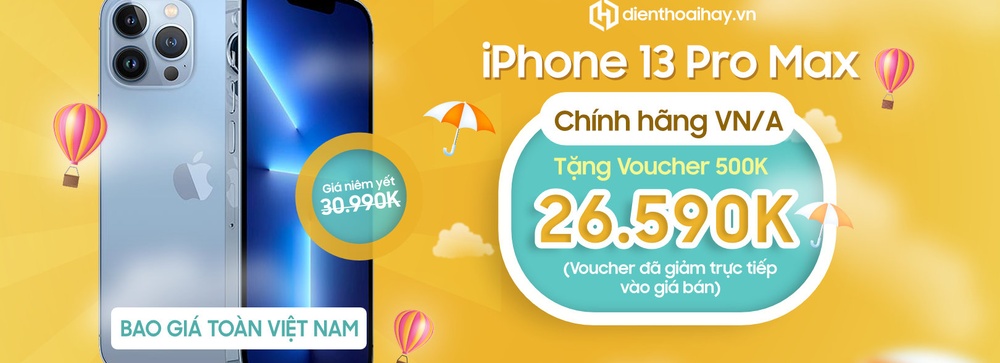 dienthoaihay.vn
iPhone 13 Pro Max
Chính hãng VN/A
Tặng Voucher 500K
26.590K
(Voucher đã giảm trực tiếp
vào giá bán)
Giá niêm yết
30.990K
BAO GIÁ TOÀN VIỆT NAM